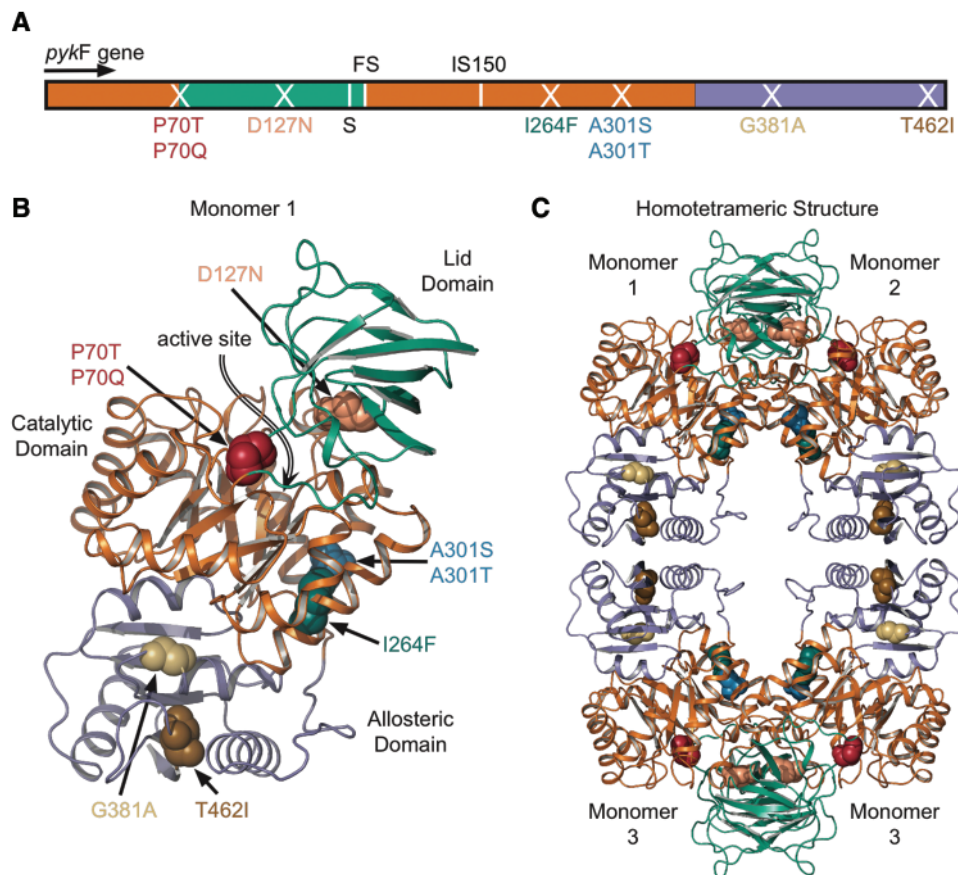 A
pykF gene
FS
IS150
P70T
P70Q
D127N
S
I264F
A301S
A301T
G381A
T462I
B
Monomer 1
D127N
Lid
Domain
active site
P70T
P70Q
Catalytic
Domain
A301S
A301T
I264F
Allosteric
Domain
G381A
T462I
C
Homotetrameric Structure
Monomer
1
Monomer
2
Monomer
3
Monomer
3